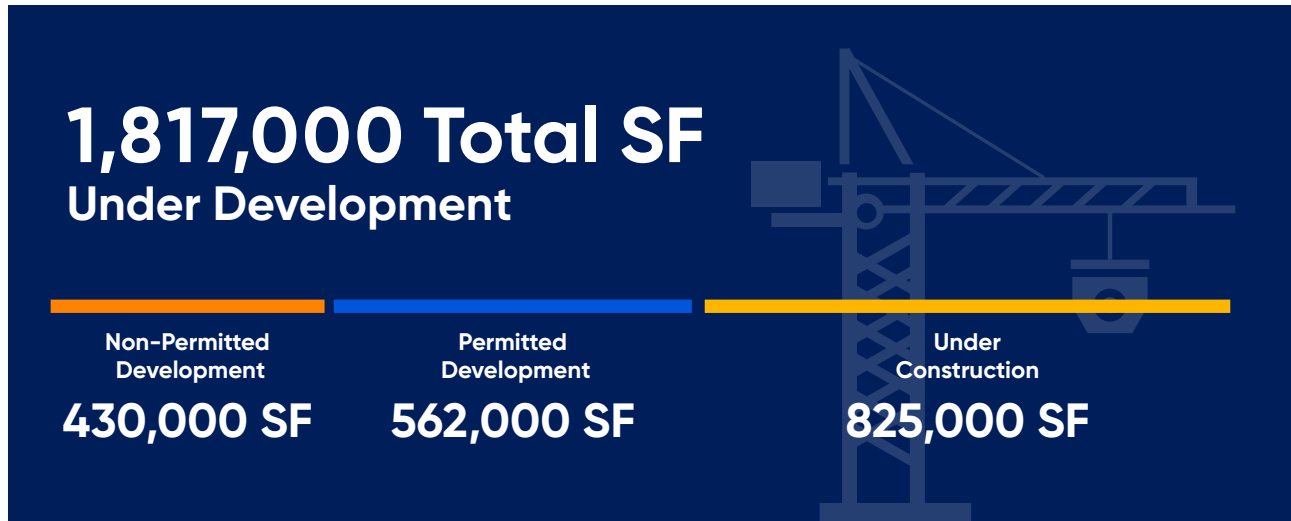 1,817,000 Total SF
Under Development
Non-Permitted
Development
430,000 SF
Permitted
Development
562,000 SF
Under
Construction
825,000 SF